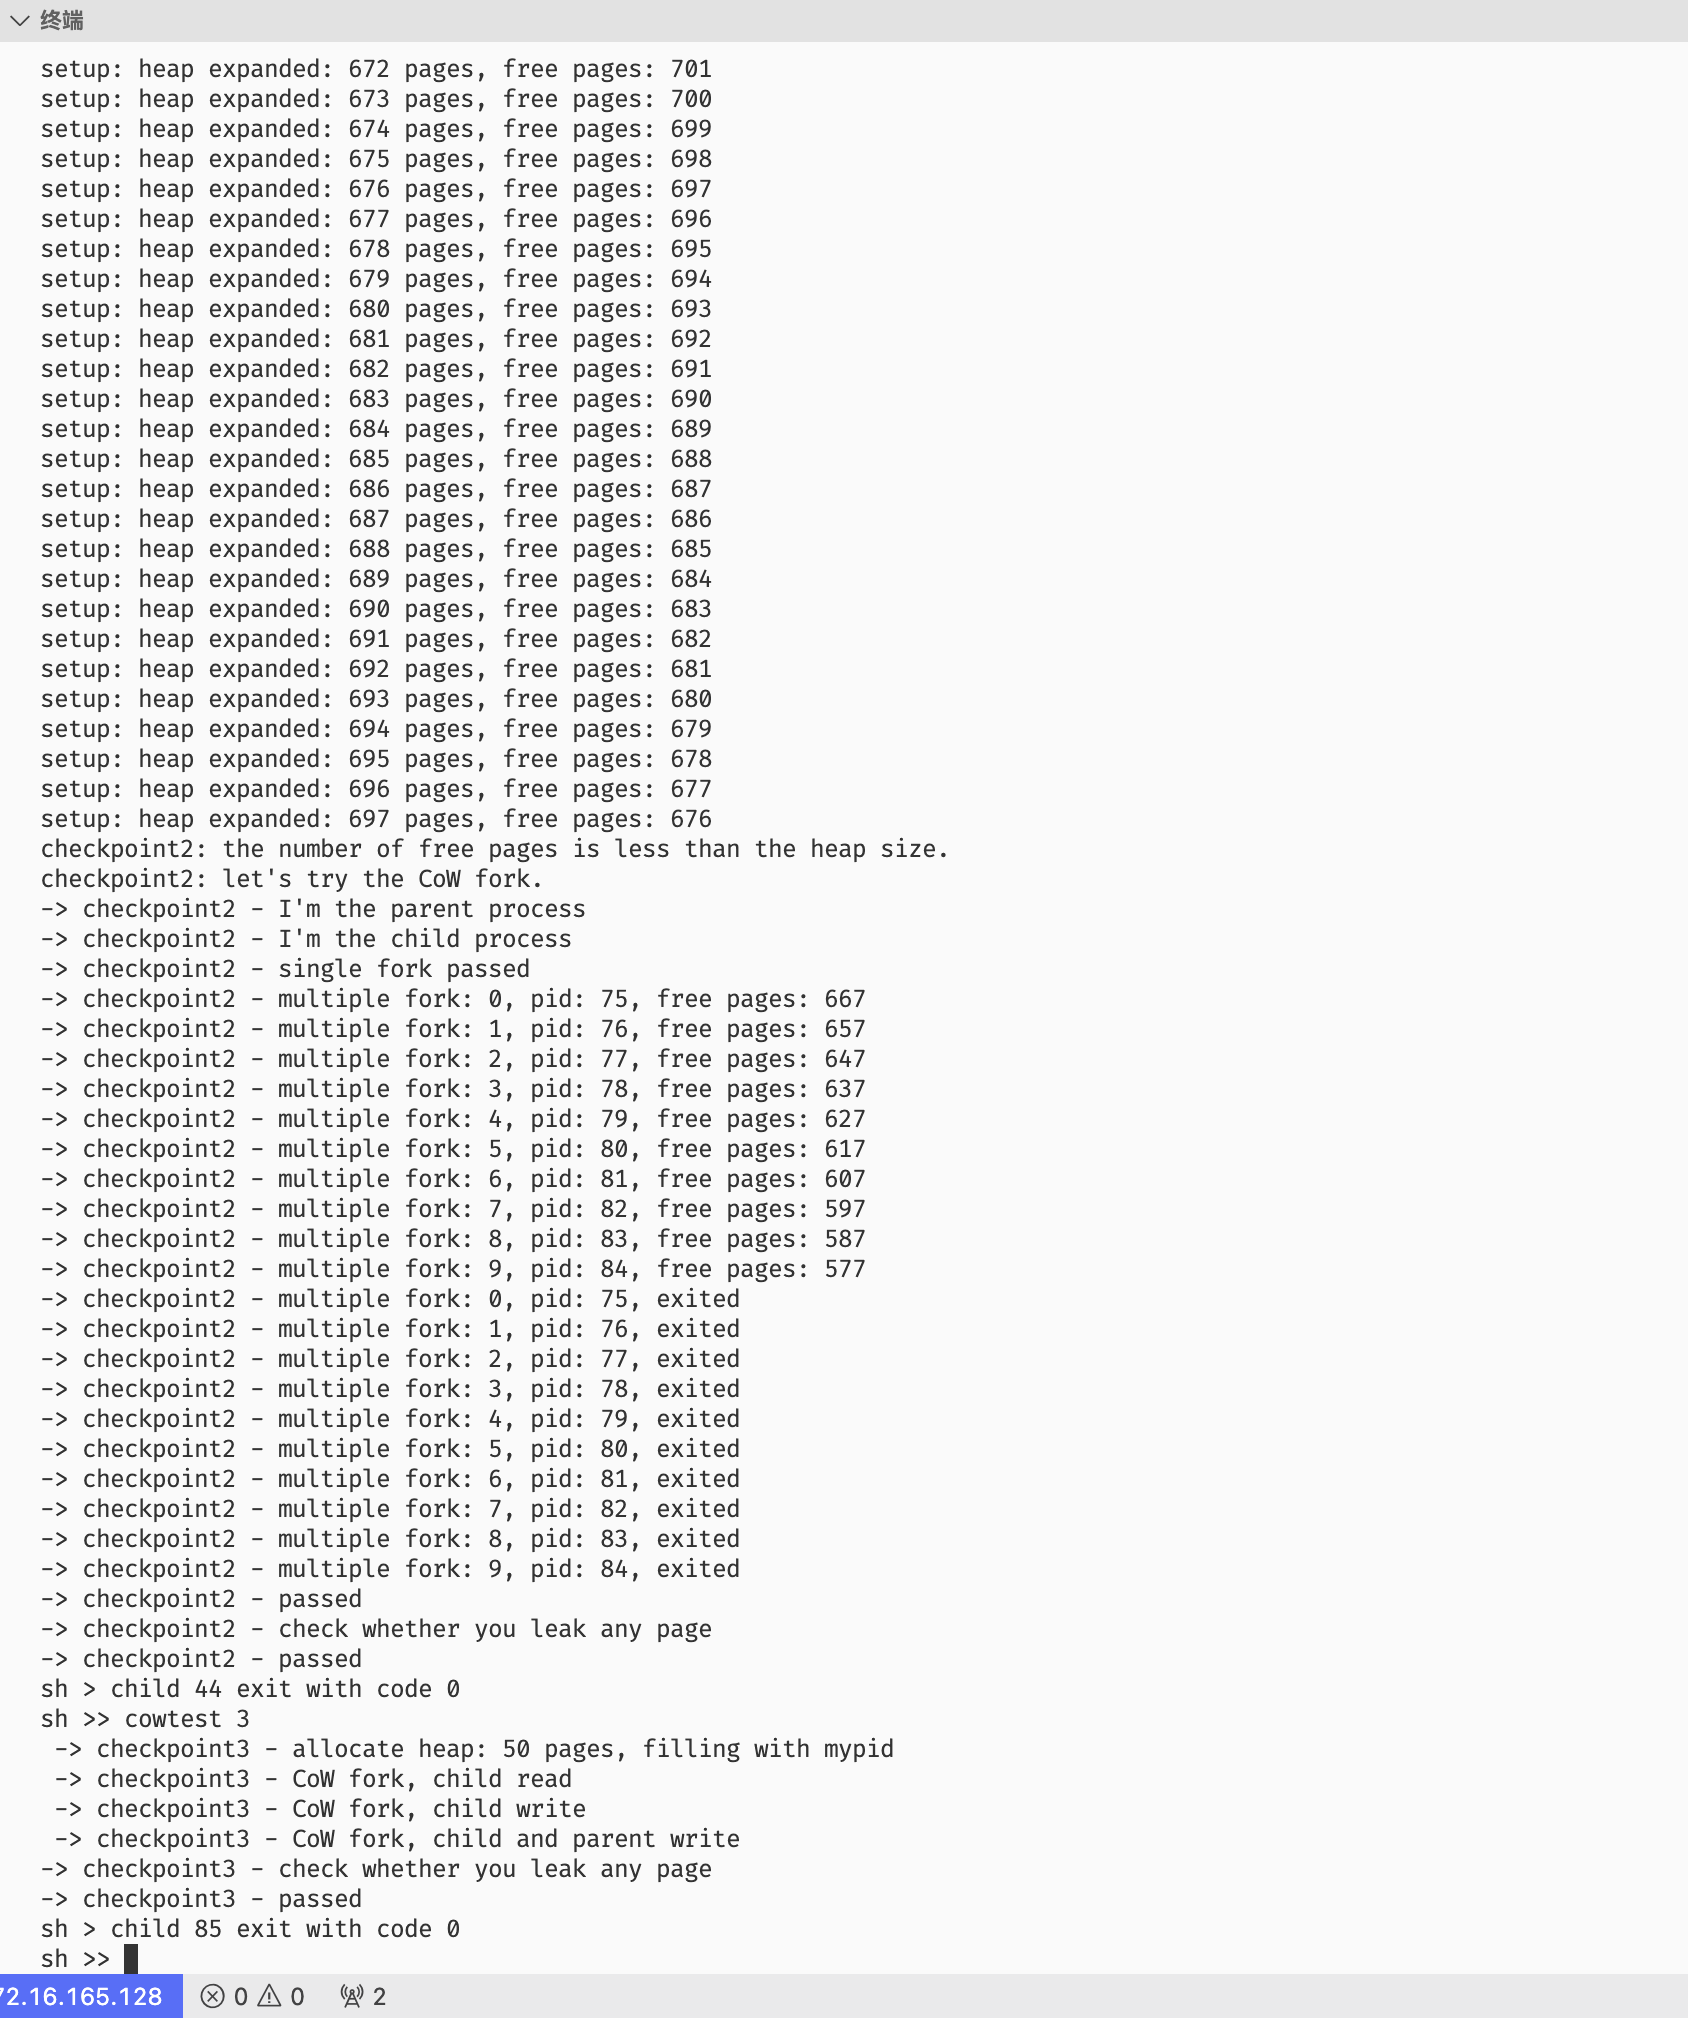 终端
setup: heap expanded: 672 pages, free pages: 701
setup: heap expanded: 673 pages, free pages: 700
setup: heap expanded: 674 pages, free pages: 699
setup: heap expanded: 675 pages, free pages: 698
setup: heap expanded: 676 pages, free pages: 697
setup: heap expanded: 677 pages, free pages: 696
setup: heap expanded: 678 pages, free pages: 695
setup: heap expanded: 679 pages, free pages: 694
setup: heap expanded: 680 pages, free pages: 693
setup: heap expanded: 681 pages, free pages: 692
setup: heap expanded: 682 pages, free pages: 691
setup: heap expanded: 683 pages, free pages: 690
setup: heap expanded: 684 pages, free pages: 689
setup: heap expanded: 685 pages, free pages: 688
setup: heap expanded: 686 pages, free pages: 687
setup: heap expanded: 687 pages, free pages: 686
setup: heap expanded: 688 pages, free pages: 685
setup: heap expanded: 689 pages, free pages: 684
setup: heap expanded: 690 pages, free pages: 683
setup: heap expanded: 691 pages, free pages: 682
setup: heap expanded: 692 pages, free pages: 681
setup: heap expanded: 693 pages, free pages: 680
setup: heap expanded: 694 pages, free pages: 679
setup: heap expanded: 695 pages, free pages: 678
setup: heap expanded: 696 pages, free pages: 677
setup: heap expanded: 697 pages, free pages: 676
checkpoint2: the number of free pages is less than the heap size.
checkpoint2: let's try the CoW fork.
-> checkpoint2 - I'm the parent process
-> checkpoint2 - I'm the child process
-> checkpoint2 - single fork passed
-> checkpoint2 - multiple fork: 0, pid: 75, free pages: 667
-> checkpoint2 - multiple fork: 1, pid: 76, free pages: 657
-> checkpoint2 - multiple fork: 2, pid: 77, free pages: 647
-> checkpoint2 - multiple fork: 3, pid: 78, free pages: 637
-> checkpoint2 - multiple fork: 4, pid: 79, free pages: 627
-> checkpoint2 - multiple fork: 5, pid: 80, free pages: 617
-> checkpoint2 - multiple fork: 6, pid: 81, free pages: 607
-> checkpoint2 - multiple fork: 7, pid: 82, free pages: 597
-> checkpoint2 - multiple fork: 8, pid: 83, free pages: 587
-> checkpoint2 - multiple fork: 9, pid: 84, free pages: 577
-> checkpoint2 - multiple fork: 0, pid: 75, exited
-> checkpoint2 - multiple fork: 1, pid: 76, exited
-> checkpoint2 - multiple fork: 2, pid: 77, exited
-> checkpoint2 - multiple fork: 3, pid: 78, exited
-> checkpoint2 - multiple fork: 4, pid: 79, exited
-> checkpoint2 - multiple fork: 5, pid: 80, exited
-> checkpoint2 - multiple fork: 6, pid: 81, exited
-> checkpoint2 - multiple fork: 7, pid: 82, exited
-> checkpoint2 - multiple fork: 8, pid: 83, exited
-> checkpoint2 - multiple fork: 9, pid: 84, exited
-> checkpoint2 - passed
-> checkpoint2 - check whether you leak any page
-> checkpoint2 - passed
sh > child 44 exit with code 0
sh >> cowtest 3
-> checkpoint3 - allocate heap: 50 pages, filling with mypid
-> checkpoint3 - CoW fork, child read
-> checkpoint3 - CoW fork, child write
-> checkpoint3 - CoW fork, child and parent write
-> checkpoint3 - check whether you leak any page
-> checkpoint3 - passed
sh > child 85 exit with code 0
sh >>
72.16.165.128 0 0 2